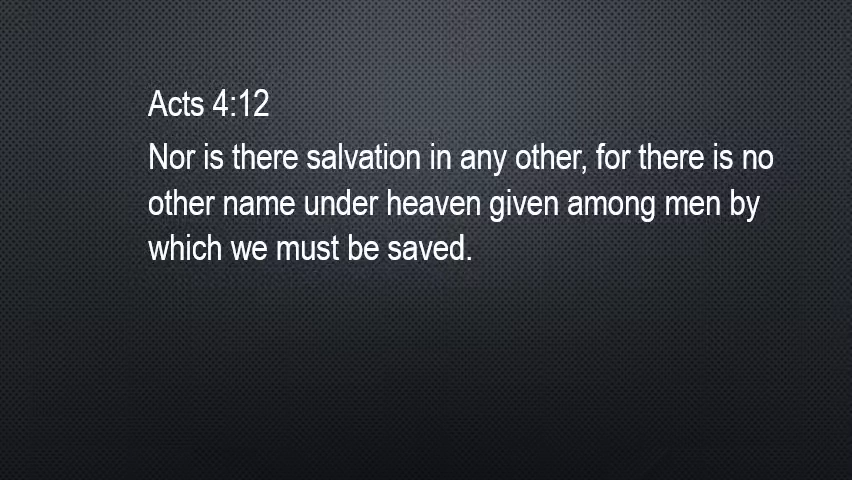 Acts 4:12
Nor is there salvation in any other, for there is no
other name under heaven given among men by
which we must be saved.